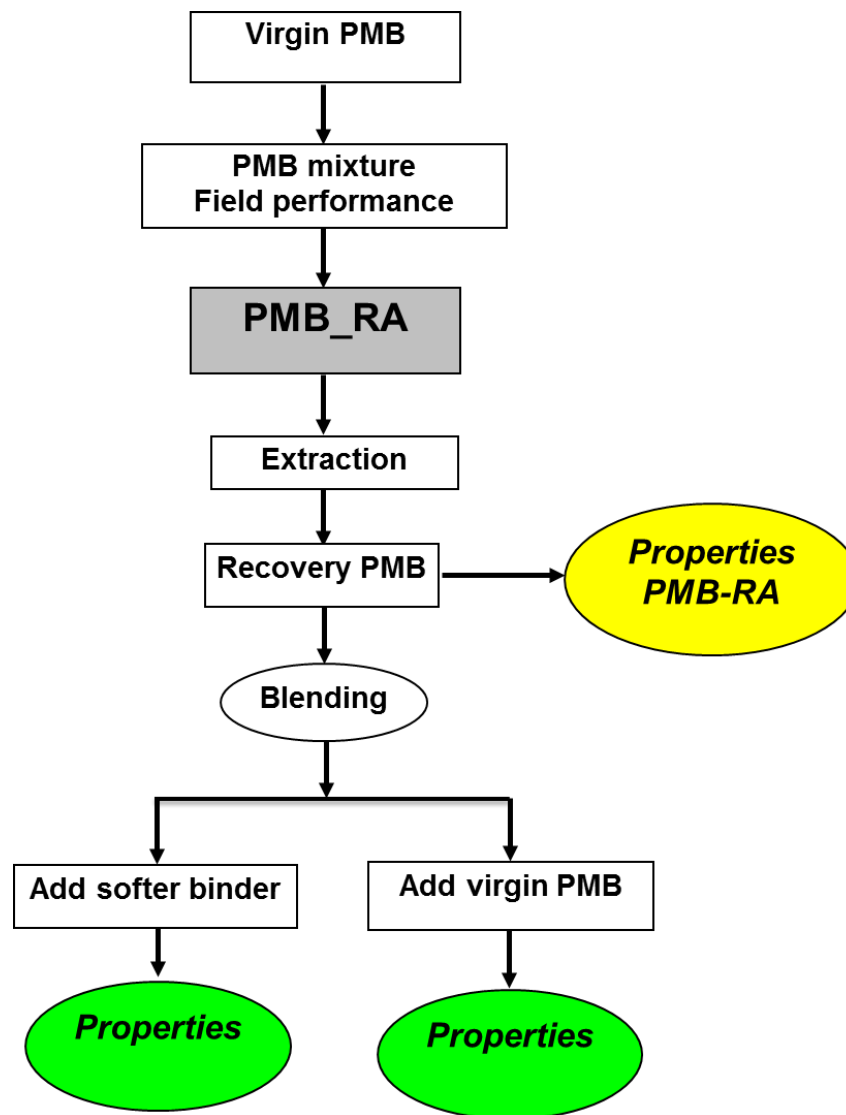 Virgin PMB
PMB mixture
Field performance
PMB_RA
Extraction
Recovery PMB
Properties
PMB-RA
Blending
Add softer binder
Add virgin PMB
Properties
Properties